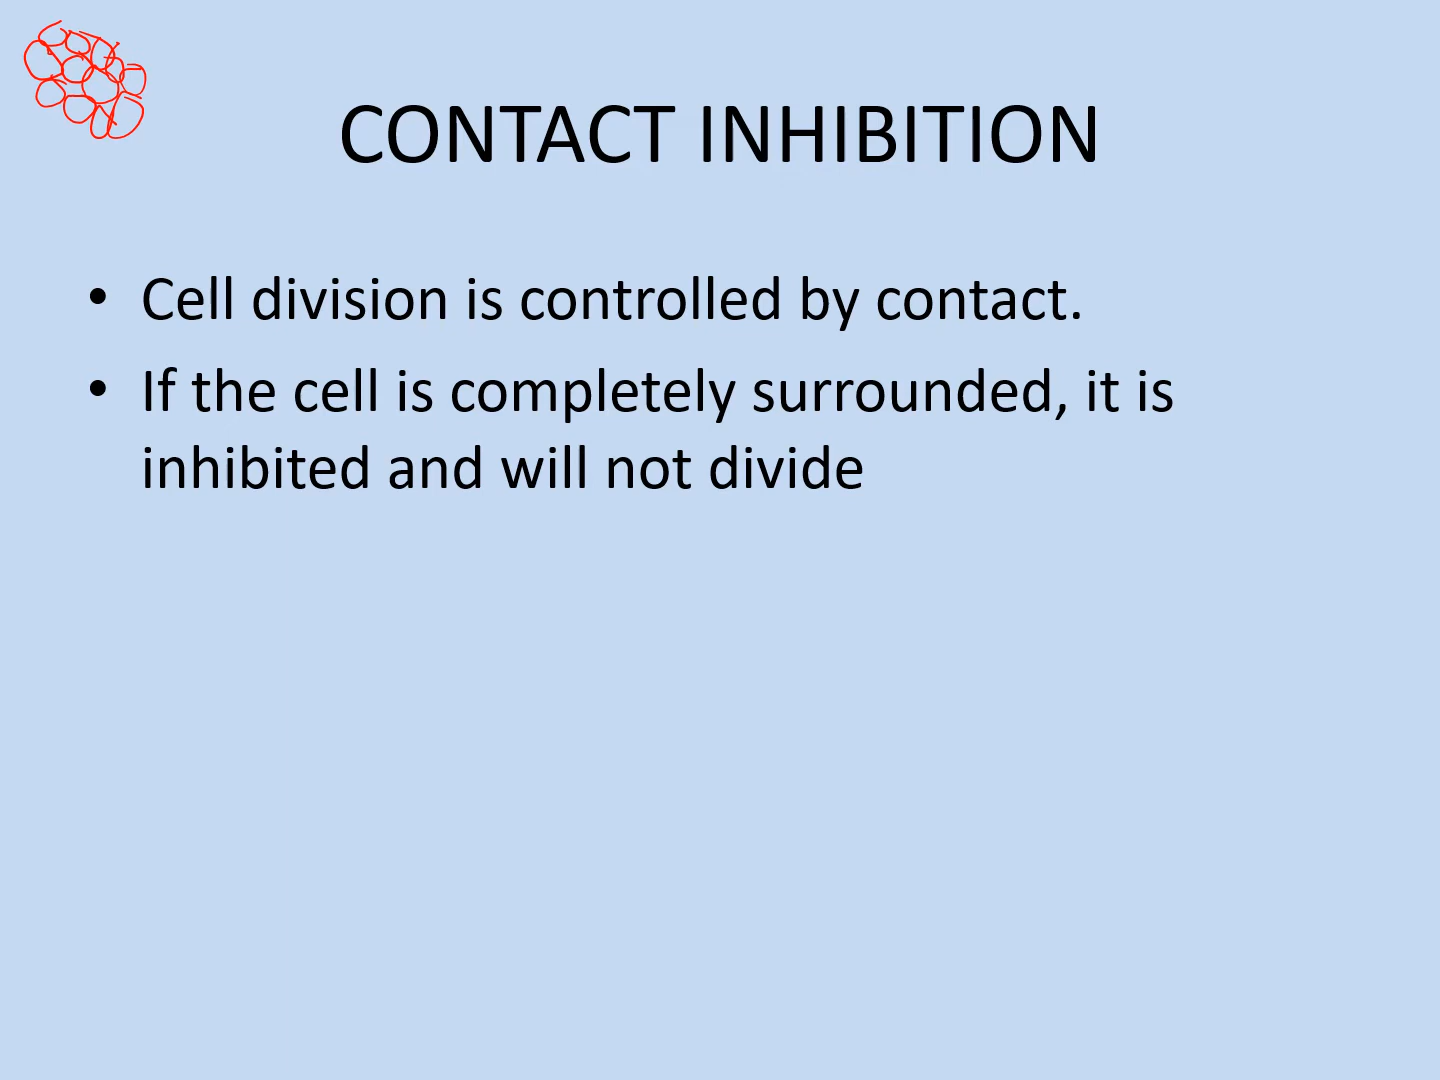 CONTACT INHIBITION
• Cell division is controlled by contact.
• If the cell is completely surrounded, it is
inhibited and will not divide